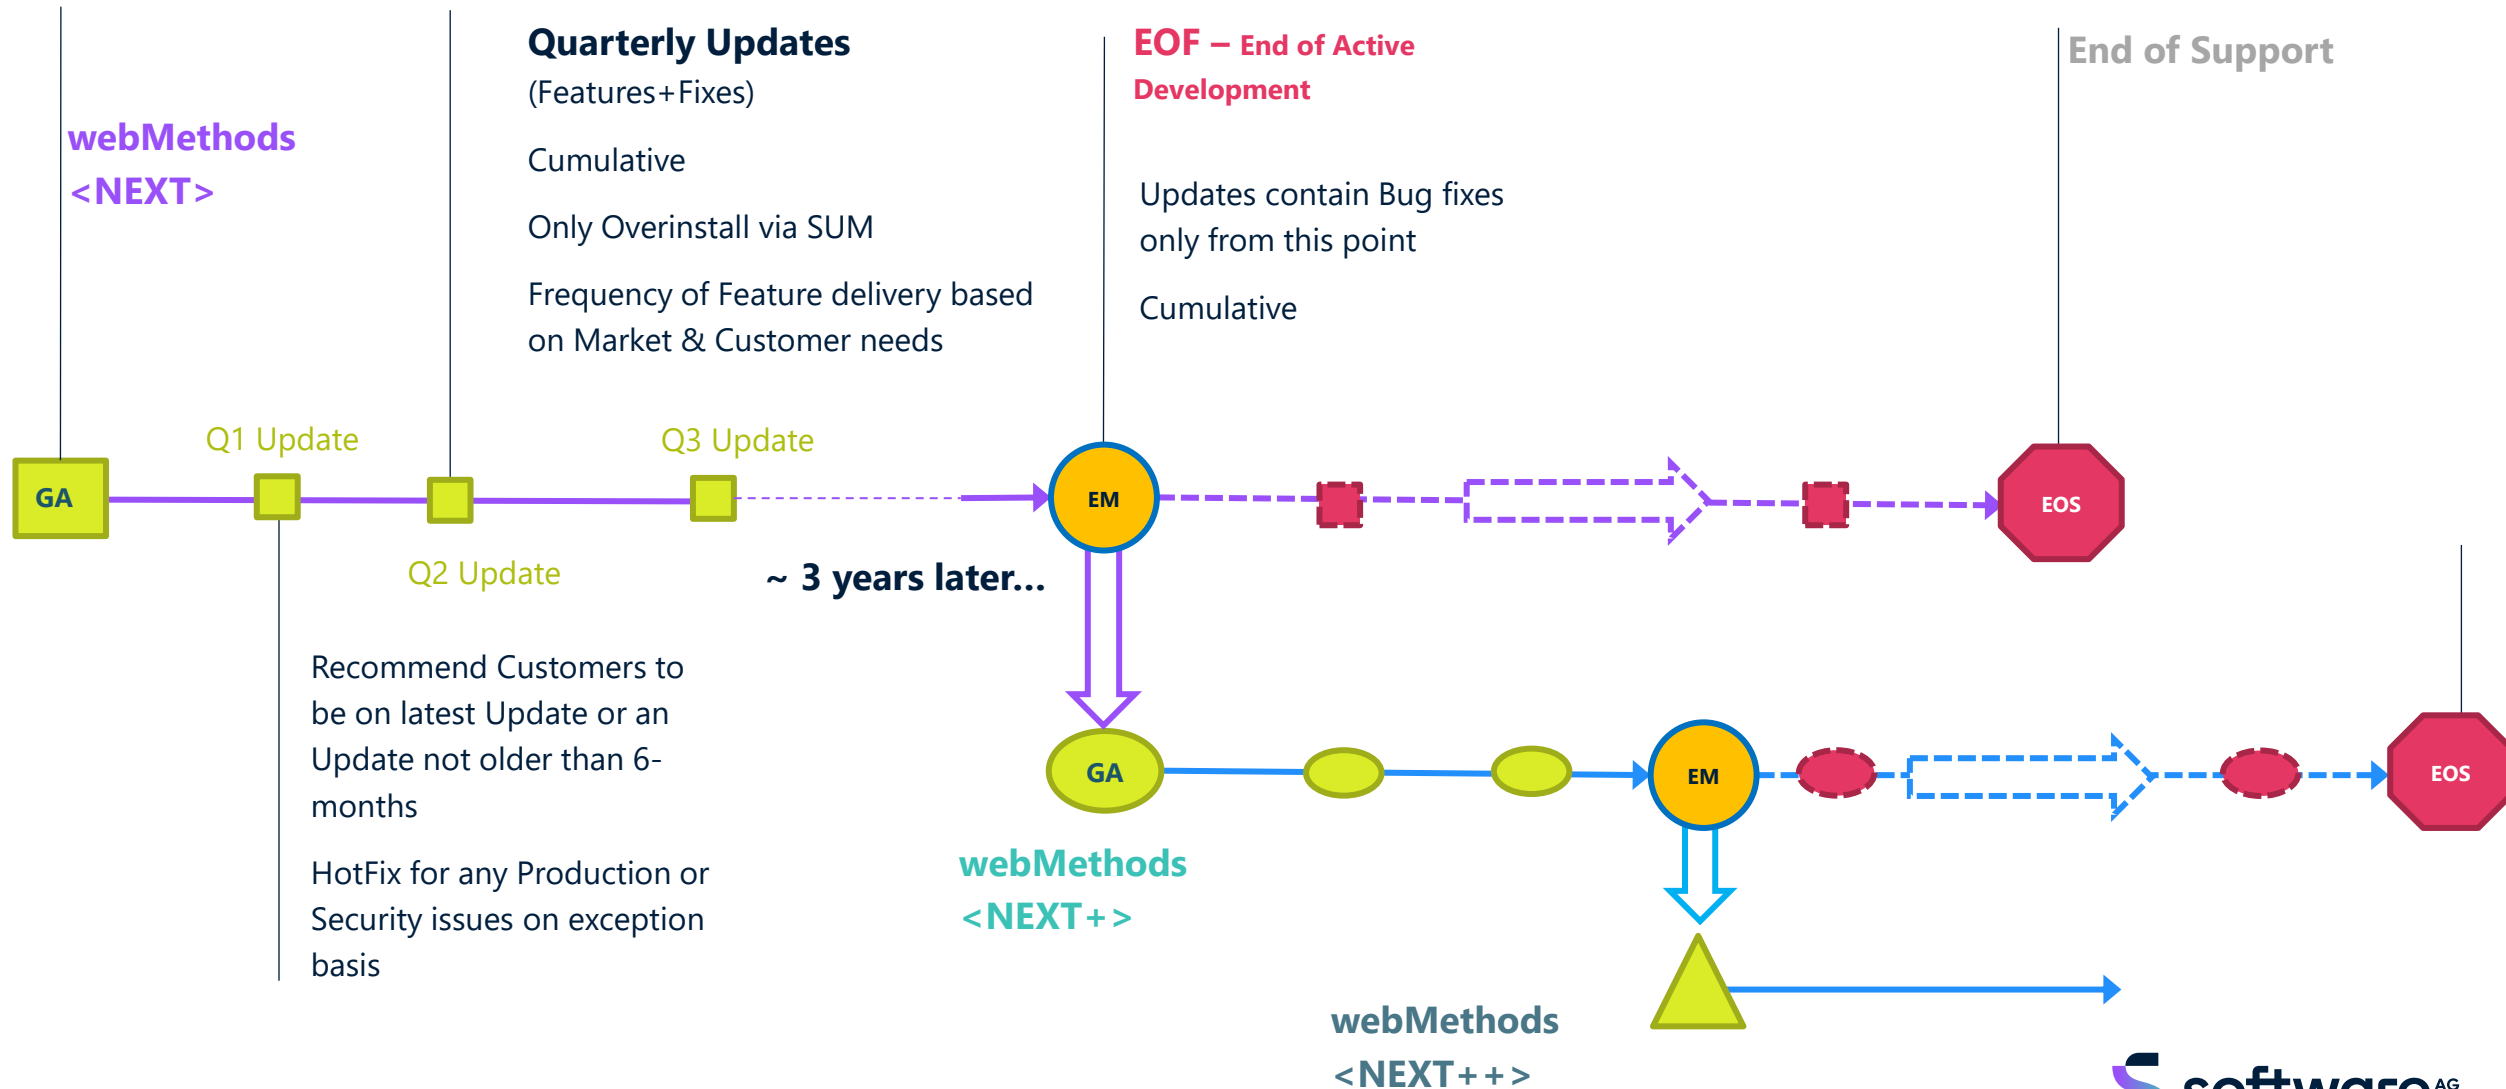 Quarterly Updates
(Features+Fixes)
Cumulative
Only Overinstall via SUM
Frequency of Feature delivery based
on Market & Customer needs
EOF – End of Active
Development
Updates contain Bug fixes
only from this point
Cumulative
End of Support
webMethods
<NEXT>
Q1 Update
Q3 Update
GA
EM
EOS
Q2 Update
~ 3 years later...
Recommend Customers to
be on latest Update or an
Update not older than 6-
months
HotFix for any Production or
Security issues on exception
basis
GA
EM
EOS
webMethods
<NEXT+>
webMethods
<NEXT++>
software AG